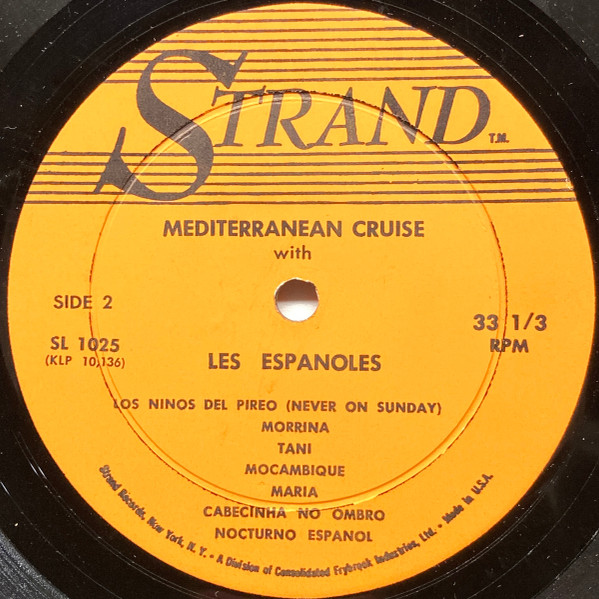 STRAND T.M.
MEDITERRANEAN CRUISE
with
SIDE 2
SL 1025
(KLP 10,136)
33 1/3
RPM
LES ESPANOLES
LOS NINOS DEL PIREO (NEVER ON SUNDAY)
MORRINA
TANI
MOCAMBIQUE
MARIA
CABECINHA NO OMBRO
NOCTURNO ESPANOL
Strand Records, New York, N. Y. • A Division of Consolidated Frybrook Industries, Ltd. • Made in U.S.A.